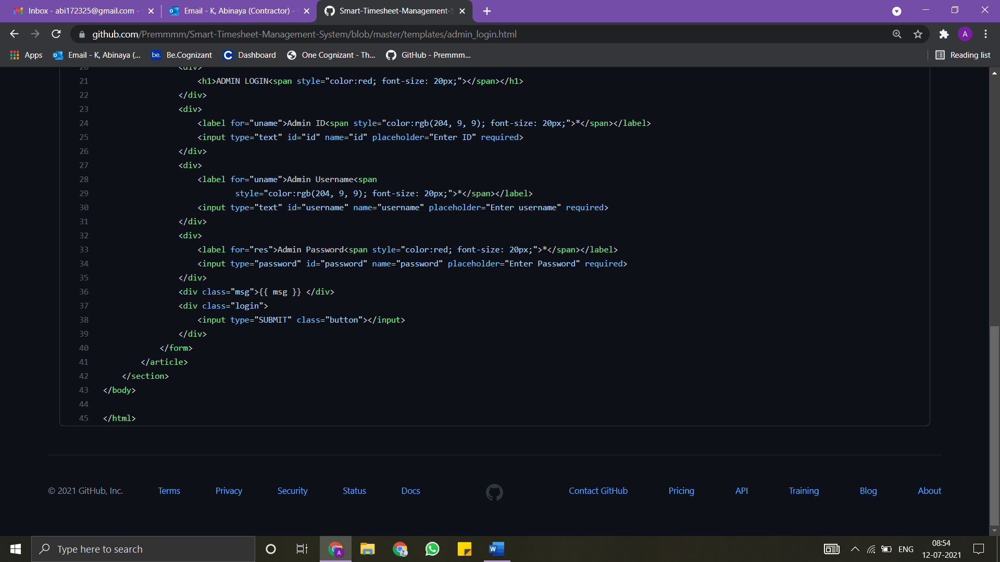 Inbox - abi172325@gmail.com -
Email - K, Abinaya (Contractor) -
Smart-Timesheet-Management-S
github.com/Premmmm/Smart-Timesheet-Management-System/blob/master/templates/admin_login.html
A
Apps
Email - K, Abinaya (...
be.
Be.Cognizant
C
Dashboard
One Cognizant - Th...
GitHub - Premmm...
Reading list
20 <div>
21 <h1>ADMIN LOGIN<span style="color:red; font-size: 20px;"></span></h1>
22 </div>
23 <div>
24 <label for="uname">Admin ID<span style="color:rgb(204, 9, 9); font-size: 20px;">*</span></label>
25 <input type="text" id="id" name="id" placeholder="Enter ID" required>
26 </div>
27 <div>
28 <label for="uname">Admin Username<span
29 style="color:rgb(204, 9, 9); font-size: 20px;">*</span></label>
30 <input type="text" id="username" name="username" placeholder="Enter username" required>
31 </div>
32 <div>
33 <label for="res">Admin Password<span style="color:red; font-size: 20px;">*</span></label>
34 <input type="password" id="password" name="password" placeholder="Enter Password" required>
35 </div>
36 <div class="msg">{{ msg }} </div>
37 <div class="login">
38 <input type="SUBMIT" class="button"></input>
39 </div>
40 </form>
41 </article>
42 </section>
43 </body>
44
45 </html>
© 2021 GitHub, Inc.
Terms
Privacy
Security
Status
Docs
Contact GitHub
Pricing
API
Training
Blog
About
Type here to search
A
W
ENG
08:54
12-07-2021